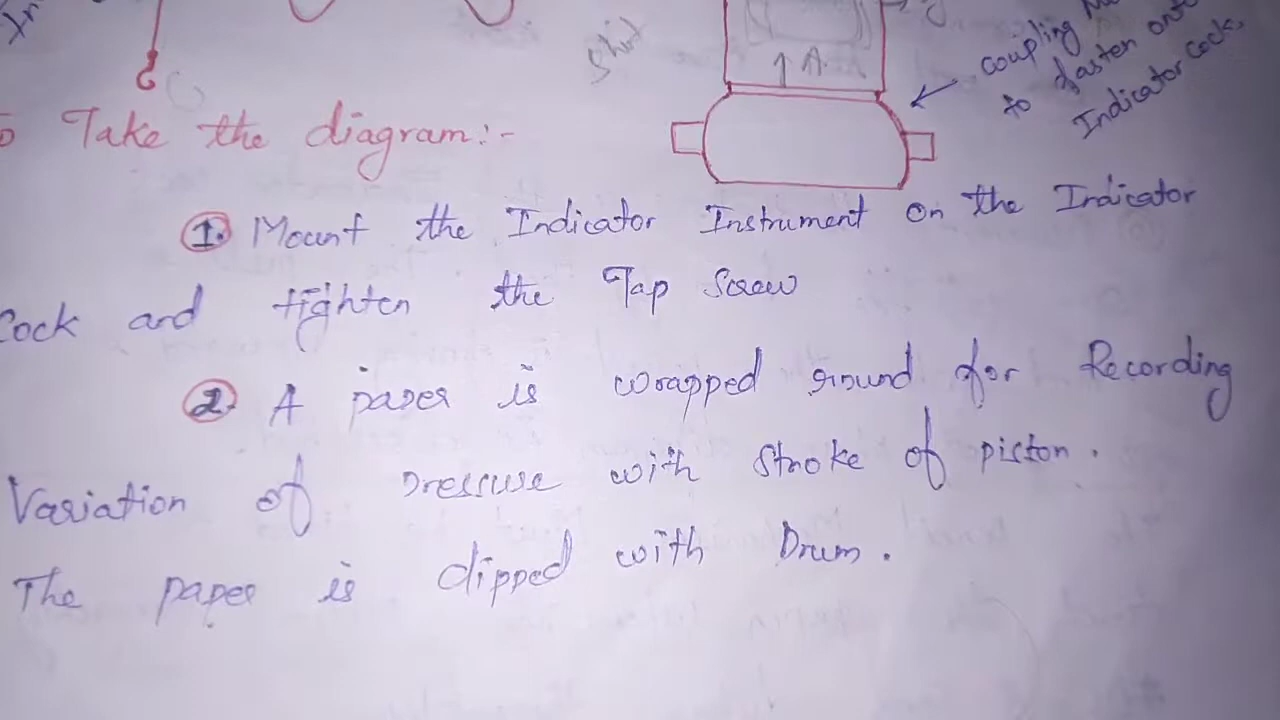 Shirt
↑ A
coupling
to fasten onto
Indicator cock.
To Take the diagram:-
1. Mount the Indicator Instrument on the Indicator
Cock and tighten the Tap Screw
2. A paper is wrapped round for Recording
Variation of pressure with stroke of piston.
The paper is clipped with Drum.